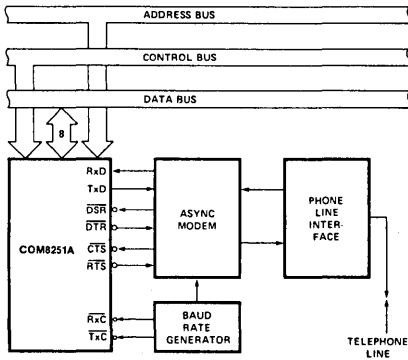 ADDRESS BUS
CONTROL BUS
DATA BUS
8
COM8251A
RxD
TxD
DSR
DTR
CTS
RTS
RxC
TxC
ASYNC
MODEM
BAUD
RATE
GENERATOR
PHONE
LINE
INTER-
FACE
TELEPHONE
LINE